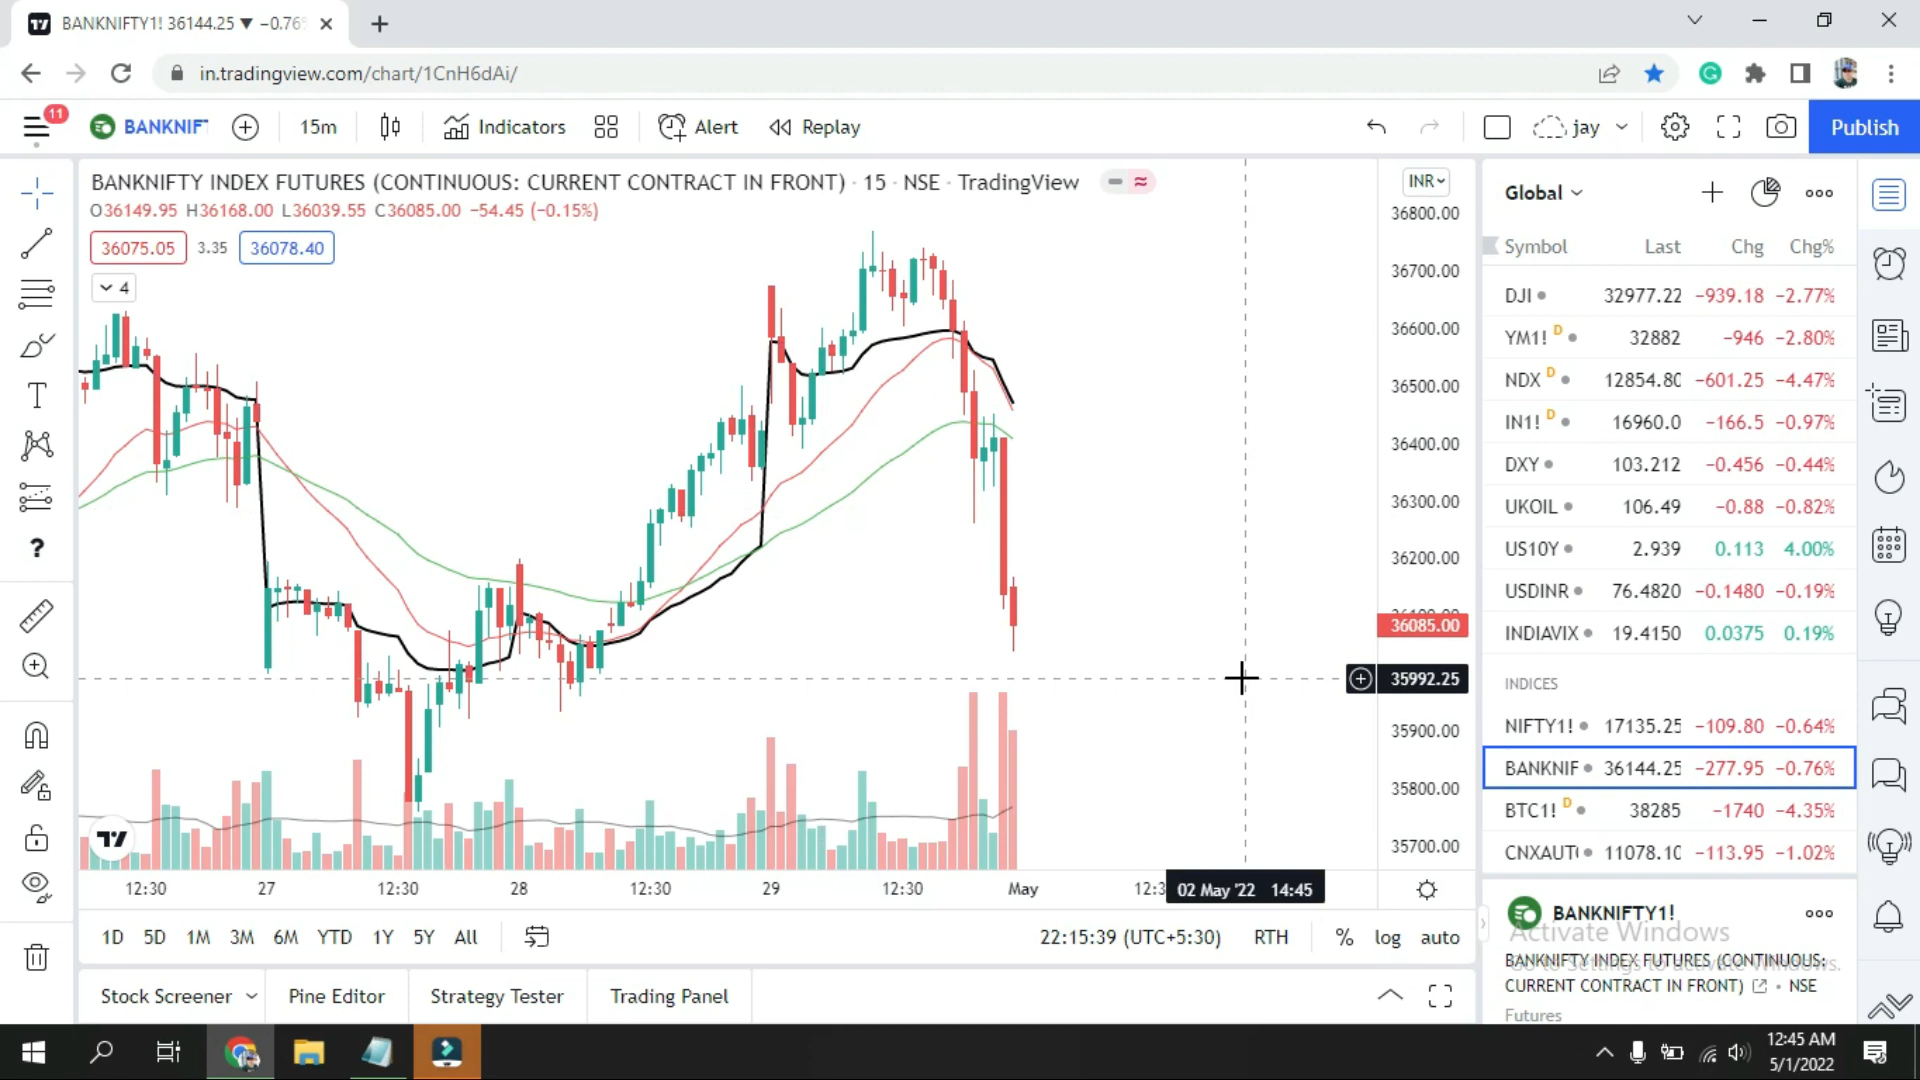 BANKNIFTY1! 36144.25 ▼ −0.76
in.tradingview.com/chart/1CnH6dAi/
11
BANKNIF
15m
Indicators
Alert
Replay
jay
Publish
BANKNIFTY INDEX FUTURES (CONTINUOUS: CURRENT CONTRACT IN FRONT) · 15 · NSE · TradingView
O36149.95 H36168.00 L36039.55 C36085.00 −54.45 (−0.15%)
36075.05 3.35 36078.40
4
INR
36800.00
36700.00
36600.00
36500.00
36400.00
36300.00
36200.00
36085.00
35992.25
35900.00
35800.00
35700.00
12:30 27 12:30 28 12:30 29 12:30 May 12:3 02 May '22 14:45
1D 5D 1M 3M 6M YTD 1Y 5Y All
22:15:39 (UTC+5:30) RTH % log auto
Stock Screener Pine Editor Strategy Tester Trading Panel
Global
Symbol Last Chg Chg%
DJI 32977.22 −939.18 −2.77%
YM1! D 32882 −946 −2.80%
NDX D 12854.80 −601.25 −4.47%
IN1! D 16960.0 −166.5 −0.97%
DXY 103.212 −0.456 −0.44%
UKOIL 106.49 −0.88 −0.82%
US10Y 2.939 0.113 4.00%
USDINR 76.4820 −0.1480 −0.19%
INDIAVIX 19.4150 0.0375 0.19%
INDICES
NIFTY1! 17135.25 −109.80 −0.64%
BANKNIF 36144.25 −277.95 −0.76%
BTC1! D 38285 −1740 −4.35%
CNXAUT 11078.10 −113.95 −1.02%
BANKNIFTY1!
Activate Windows
Go to Settings to activate Windows.
BANKNIFTY INDEX FUTURES (CONTINUOUS:
CURRENT CONTRACT IN FRONT) · NSE
Futures
12:45 AM
5/1/2022